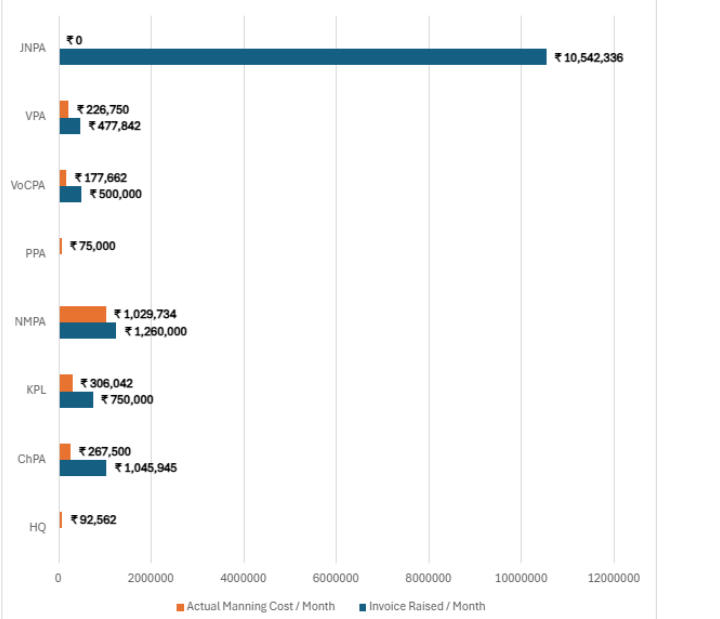 JNPA
₹ 0
₹ 10,542,336
VPA
₹ 226,750
₹ 477,842
VoCPA
₹ 177,662
₹ 500,000
PPA
₹ 75,000
NMPA
₹ 1,029,734
₹ 1,260,000
KPL
₹ 306,042
₹ 750,000
ChPA
₹ 267,500
₹ 1,045,945
HQ
₹ 92,562
0 2000000 4000000 6000000 8000000 10000000 12000000
Actual Manning Cost / Month Invoice Raised / Month